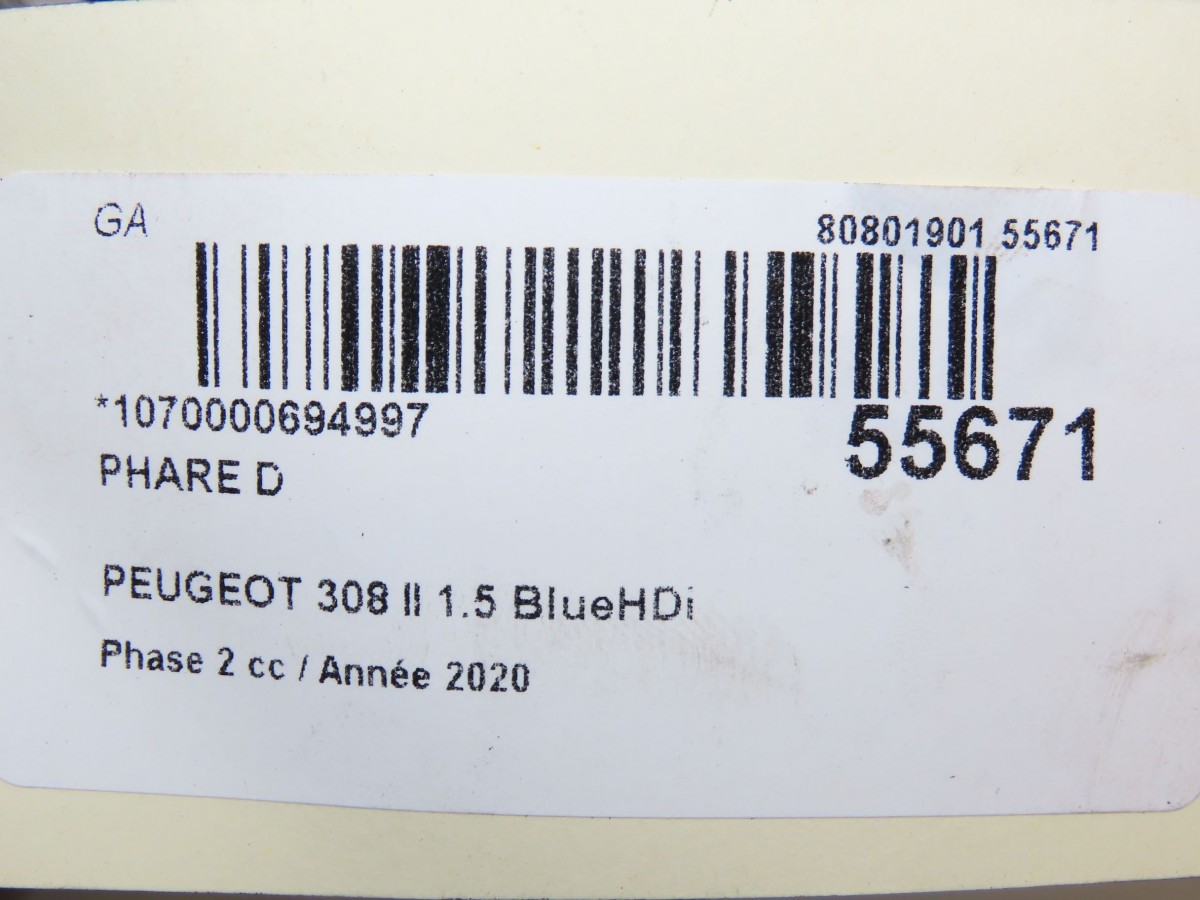 GA
80801901 55671
*1070000694997
55671
PHARE D
PEUGEOT 308 II 1.5 BlueHDi
Phase 2 cc / Année 2020